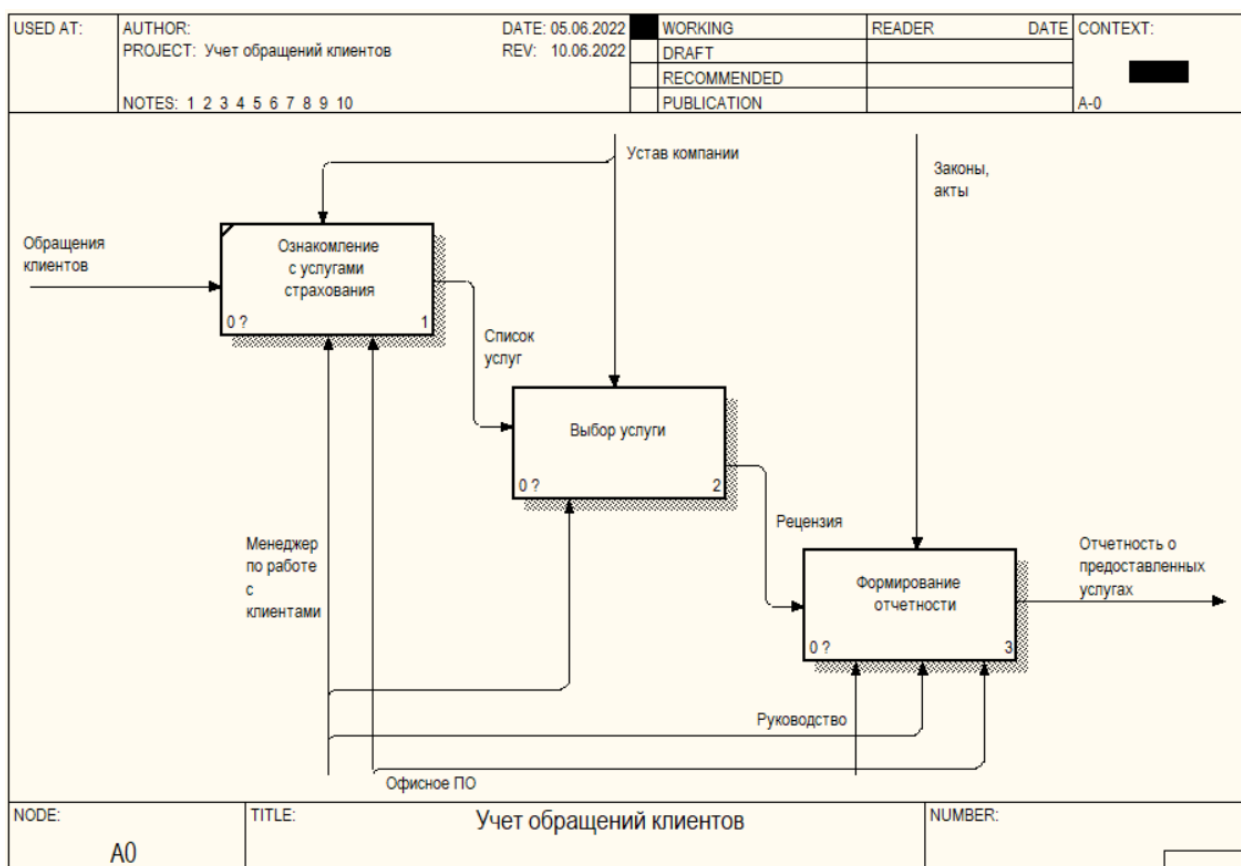 USED AT:
AUTHOR:
DATE: 05.06.2022
PROJECT: Учет обращений клиентов
REV: 10.06.2022
NOTES: 1 2 3 4 5 6 7 8 9 10
WORKING
DRAFT
RECOMMENDED
PUBLICATION
READER
DATE
CONTEXT:
A-0
Устав компании
Законы,
акты
Обращения
клиентов
Ознакомление
с услугами
страхования
0 ?
1
Список
услуг
Выбор услуги
0 ?
2
Рецензия
Менеджер
по работе
с
клиентами
Формирование
отчетности
0 ?
3
Отчетность о
предоставленных
услугах
Руководство
Офисное ПО
NODE:
A0
TITLE:
Учет обращений клиентов
NUMBER: